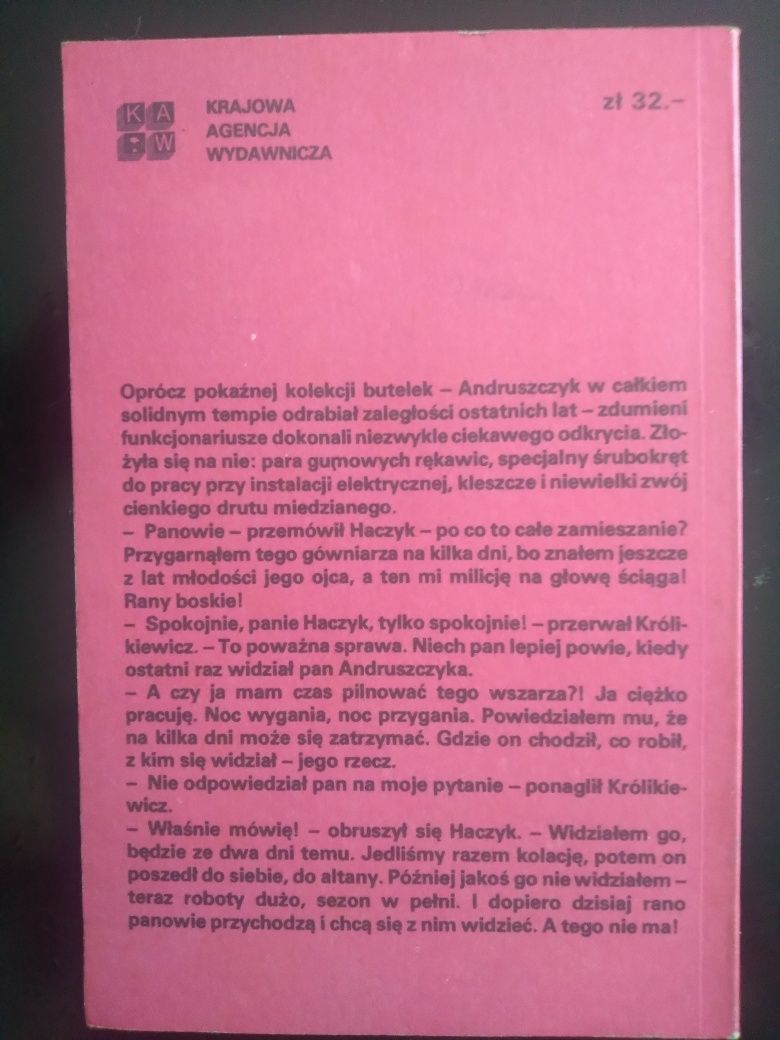 K A
W
KRAJOWA
AGENCJA
WYDAWNICZA
zł 32.–
Oprócz pokaźnej kolekcji butelek – Andruszczyk w całkiem
solidnym tempie odrabiał zaległości ostatnich lat – zdumieni
funkcjonariusze dokonali niezwykle ciekawego odkrycia. Zło-
żyła się na nie: para gumowych rękawic, specjalny śrubokręt
do pracy przy instalacji elektrycznej, kleszcze i niewielki zwój
cienkiego drutu miedzianego.
– Panowie – przemówił Haczyk – po co to całe zamieszanie?
Przygarnąłem tego gówniarza na kilka dni, bo znałem jeszcze
z lat młodości jego ojca, a ten mi milicję na głowę ściąga!
Rany boskie!
– Spokojnie, panie Haczyk, tylko spokojnie! – przerwał Króli-
kiewicz. – To poważna sprawa. Niech pan lepiej powie, kiedy
ostatni raz widział pan Andruszczyka.
– A czy ja mam czas pilnować tego wszarza?! Ja ciężko
pracuję. Noc wygania, noc przygania. Powiedziałem mu, że
na kilka dni może się zatrzymać. Gdzie on chodził, co robił,
z kim się widział – jego rzecz.
– Nie odpowiedział pan na moje pytanie – ponaglił Królikie-
wicz.
– Właśnie mówię! – obruszył się Haczyk. – Widziałem go,
będzie ze dwa dni temu. Jedliśmy razem kolację, potem on
poszedł do siebie, do altany. Później jakoś go nie widziałem –
teraz roboty dużo, sezon w pełni. I dopiero dzisiaj rano
panowie przychodzą i chcą się z nim widzieć. A tego nie ma!